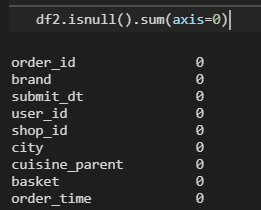 df2.isnull().sum(axis=0)
order_id 0
brand 0
submit_dt 0
user_id 0
shop_id 0
city 0
cuisine_parent 0
basket 0
order_time 0